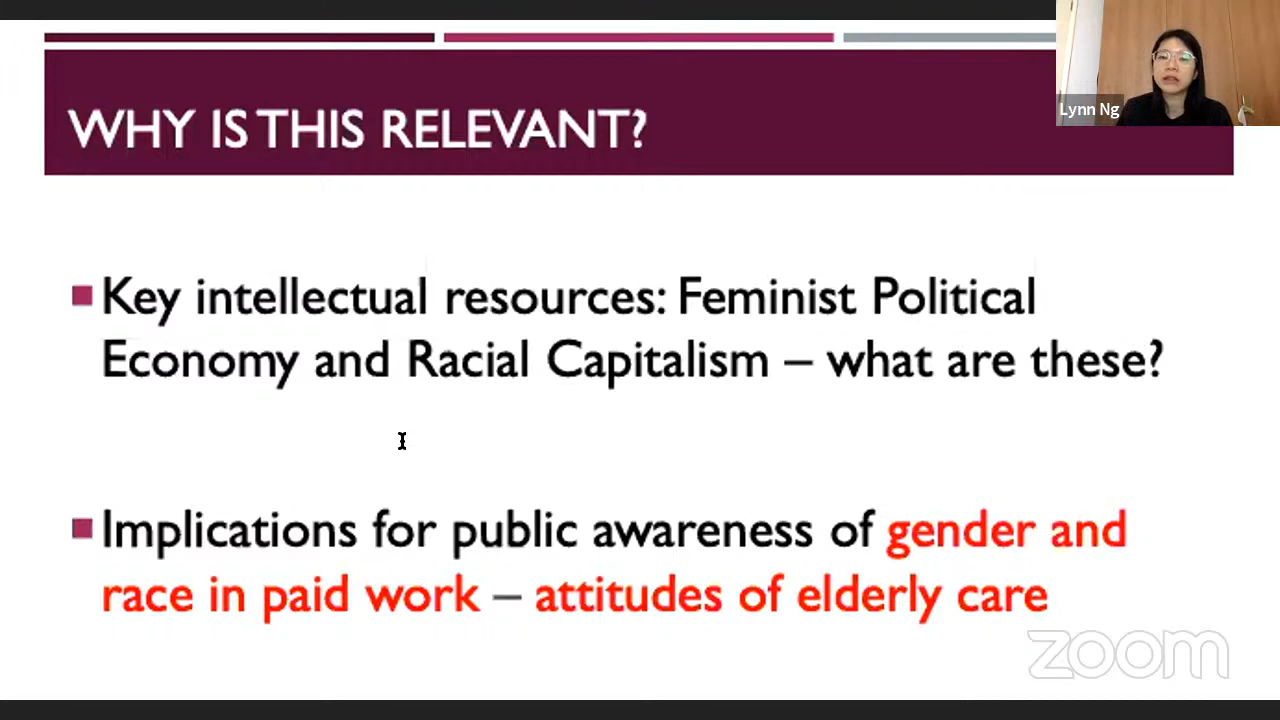 WHY IS THIS RELEVANT?
Lynn Ng
Key intellectual resources: Feminist Political
Economy and Racial Capitalism – what are these?
Implications for public awareness of gender and
race in paid work – attitudes of elderly care
zoom